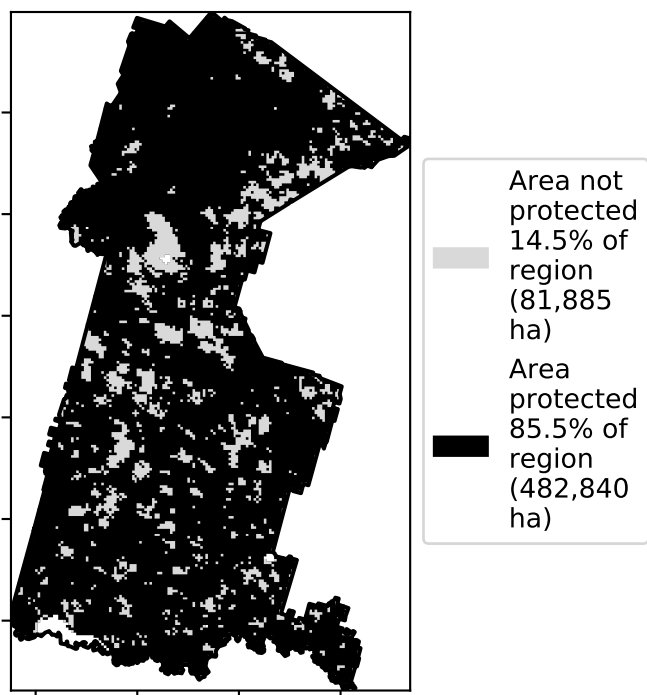 Area not
protected
14.5% of
region
(81,885
ha)
Area
protected
85.5% of
region
(482,840
ha)